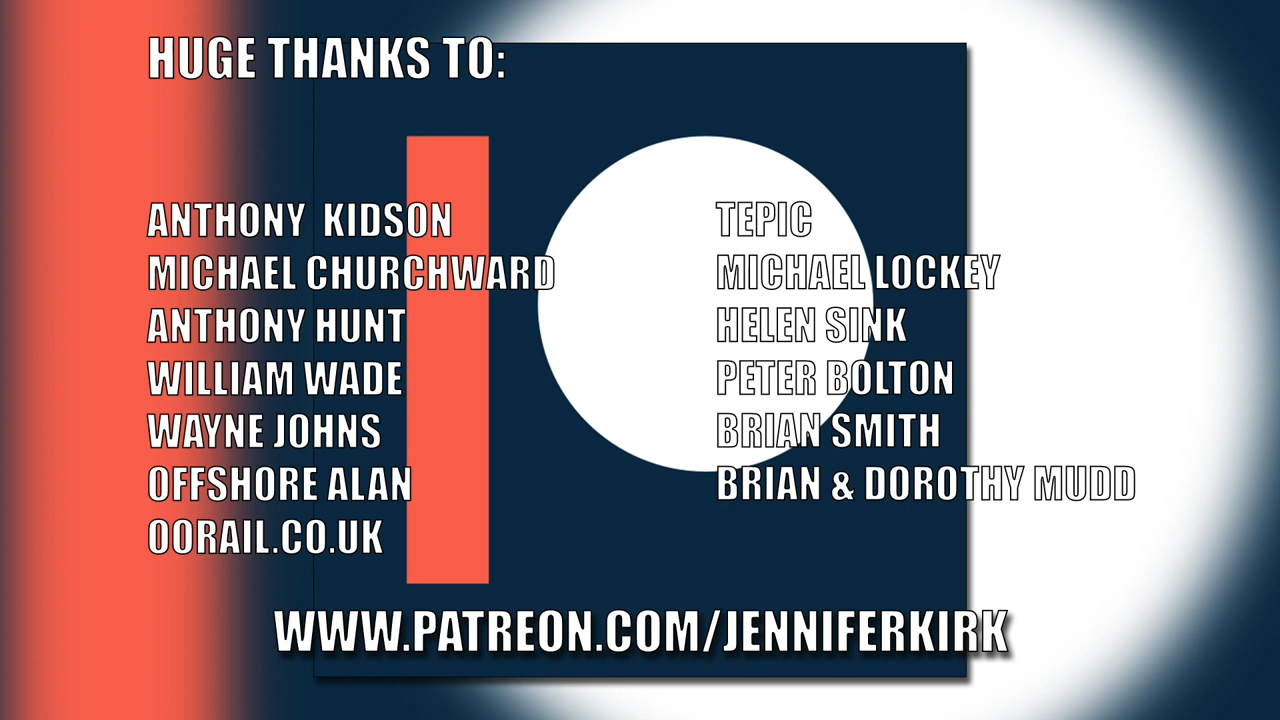 HUGE THANKS TO:
ANTHONY KIDSON
MICHAEL CHURCHWARD
ANTHONY HUNT
WILLIAM WADE
WAYNE JOHNS
OFFSHORE ALAN
OORAIL.CO.UK
TEPIC
MICHAEL LOCKEY
HELEN SINK
PETER BOLTON
BRIAN SMITH
BRIAN & DOROTHY MUDD
WWW.PATREON.COM/JENNIFERKIRK